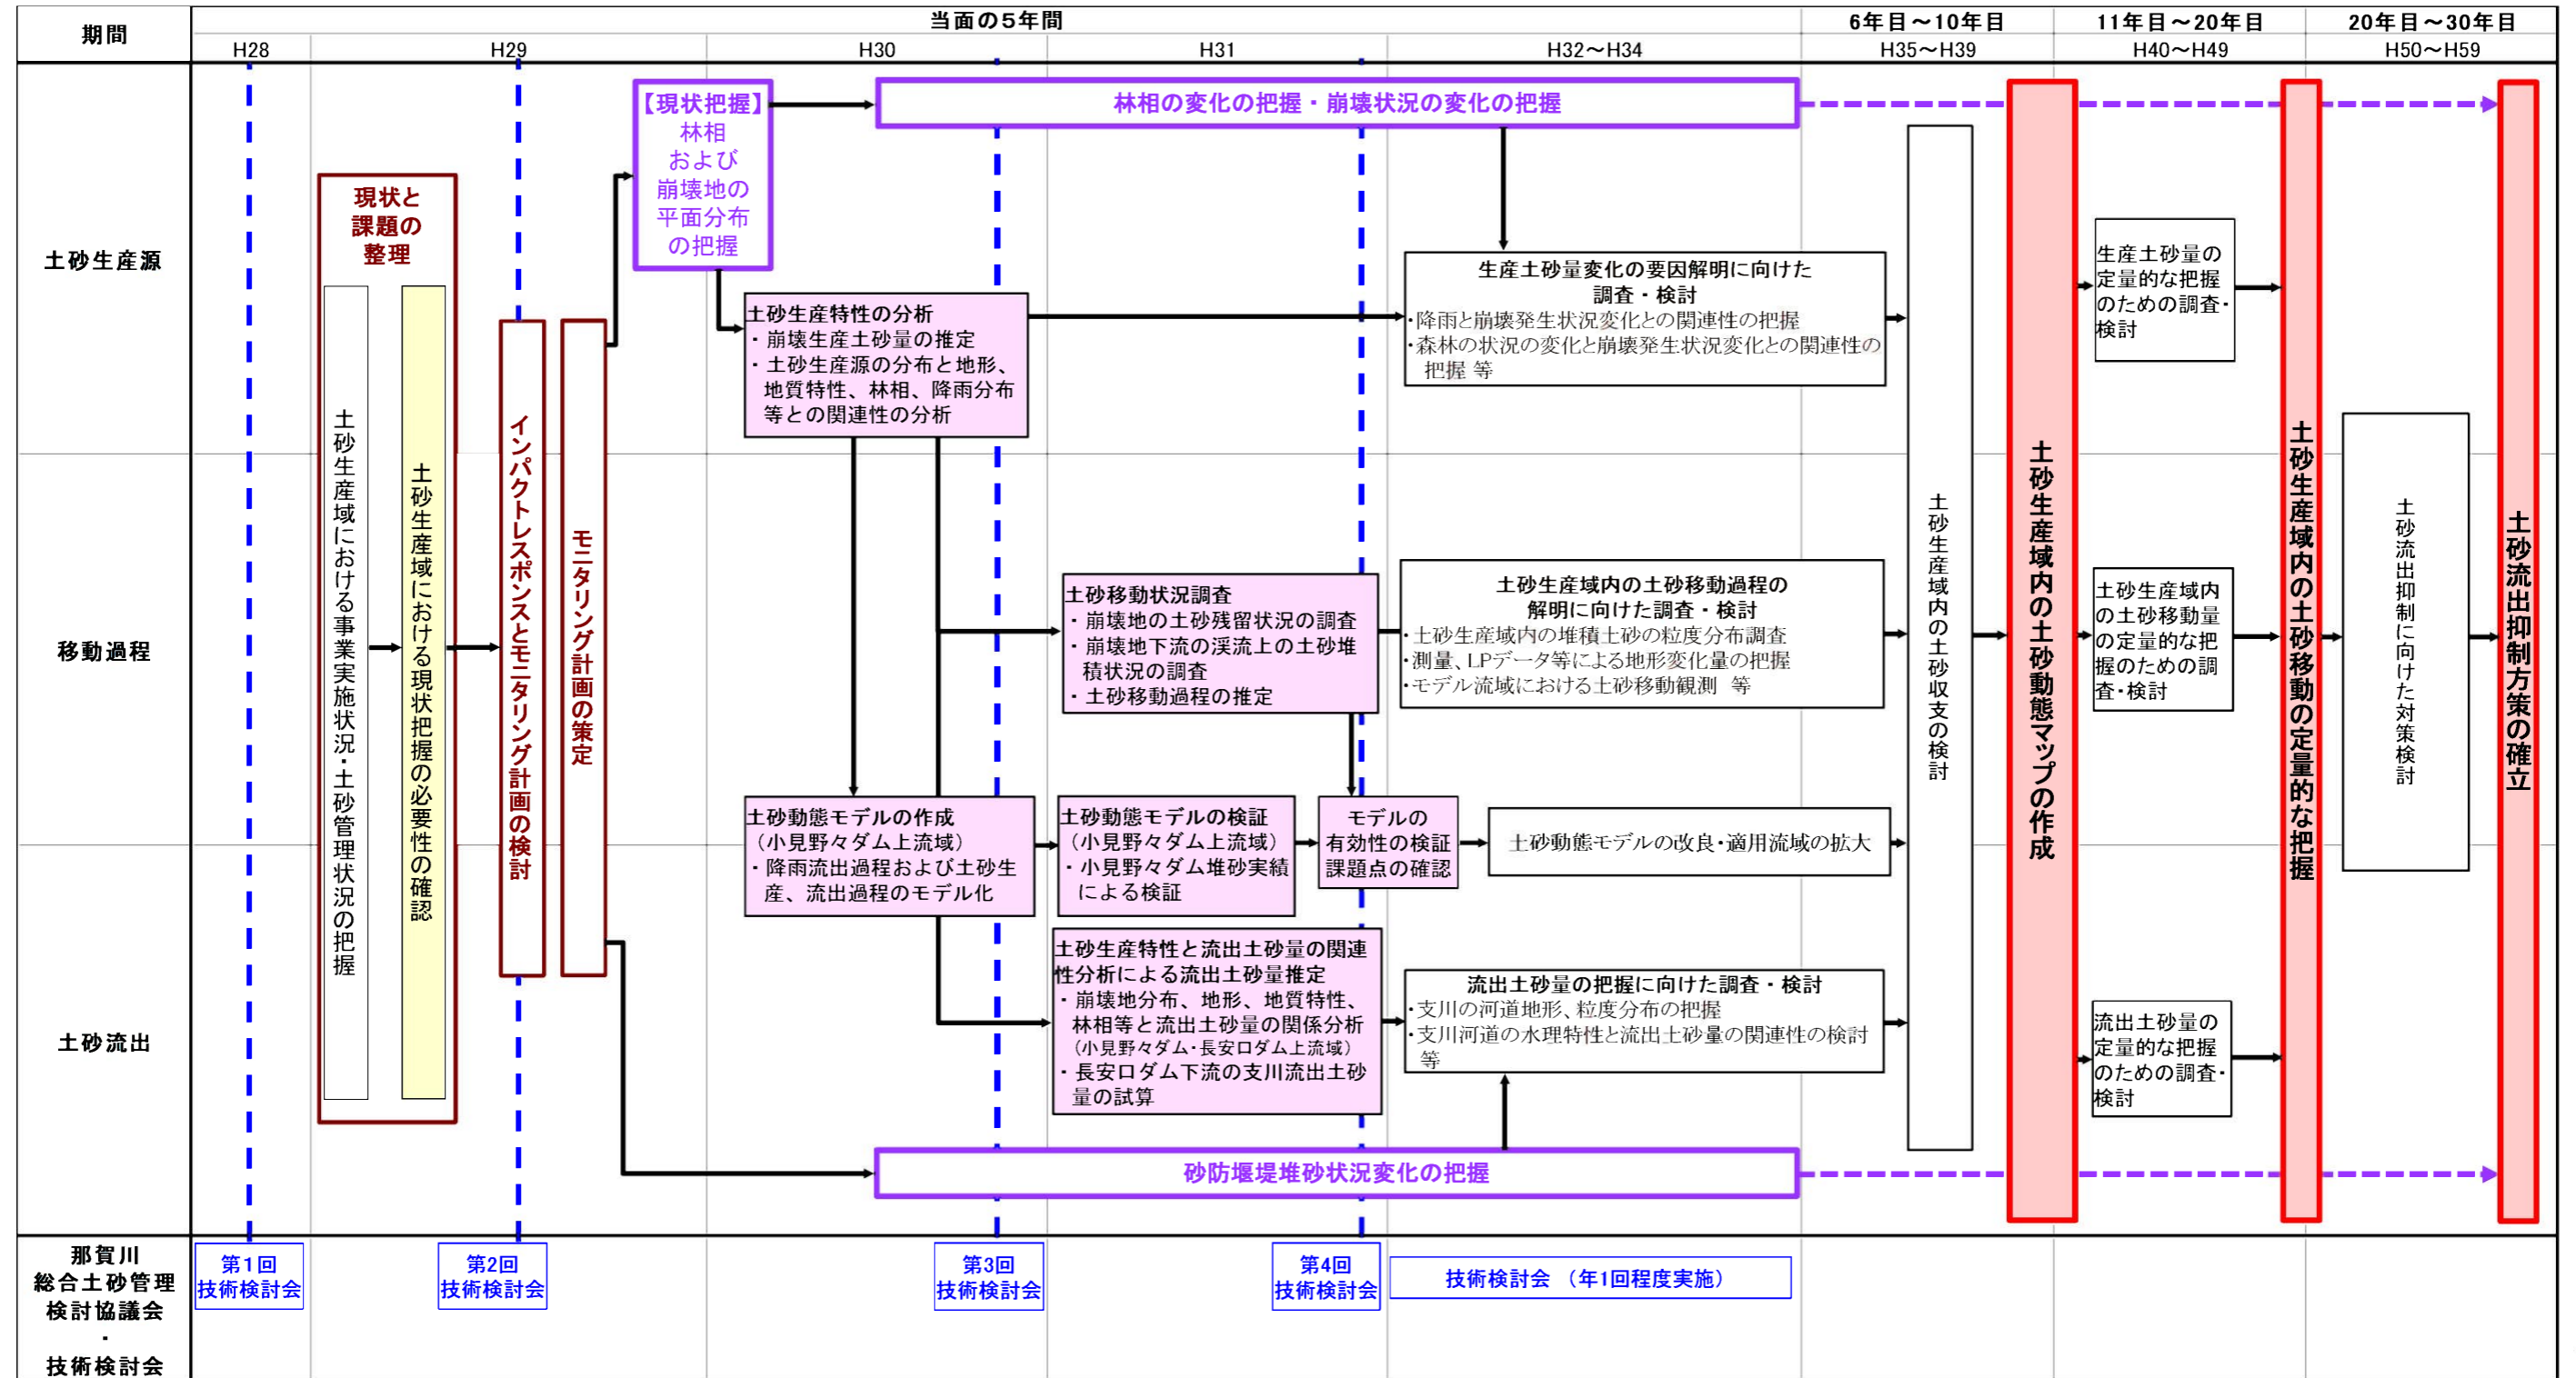 期間
当面の5年間
6年目～10年目
11年目～20年目
20年目～30年目
H28
H29
H30
H31
H32～H34
H35～H39
H40～H49
H50～H59
土砂生産源
移動過程
土砂流出
現状と
課題の
整理
土砂生産域における事業実施状況・土砂管理状況の把握
土砂生産域における現状把握の必要性の確認
インパクトレスポンスとモニタリング計画の検討
モニタリング計画の策定
【現状把握】
林相
および
崩壊地の
平面分布
の把握
林相の変化の把握・崩壊状況の変化の把握
土砂生産特性の分析
・崩壊生産土砂量の推定
・土砂生産源の分布と地形、
地質特性、林相、降雨分布
等との関連性の分析
生産土砂量変化の要因解明に向けた
調査・検討
・降雨と崩壊発生状況変化との関連性の把握
・森林の状況の変化と崩壊発生状況変化との関連性の
把握 等
土砂移動状況調査
・崩壊地の土砂残留状況の調査
・崩壊地下流の渓流上の土砂堆
積状況の調査
・土砂移動過程の推定
土砂生産域内の土砂移動過程の
解明に向けた調査・検討
・土砂生産域内の堆積土砂の粒度分布調査
・測量、LPデータ等による地形変化量の把握
・モデル流域における土砂移動観測 等
土砂動態モデルの作成
（小見野々ダム上流域）
・降雨流出過程および土砂生
産、流出過程のモデル化
土砂動態モデルの検証
（小見野々ダム上流域）
・小見野々ダム堆砂実績
による検証
モデルの
有効性の検証
課題点の確認
土砂動態モデルの改良・適用流域の拡大
土砂生産特性と流出土砂量の関連
性分析による流出土砂量推定
・崩壊地分布、地形、地質特性、
林相等と流出土砂量の関係分析
（小見野々ダム・長安口ダム上流域）
・長安口ダム下流の支川流出土砂
量の試算
流出土砂量の把握に向けた調査・検討
・支川の河道地形、粒度分布の把握
・支川河道の水理特性と流出土砂量の関連性の検討
等
砂防堰堤堆砂状況変化の把握
土砂生産域内の土砂収支の検討
土砂生産域内の土砂動態マップの作成
生産土砂量の
定量的な把握
のための調査・
検討
土砂生産域内
の土砂移動量
の定量的な把
握のための調
査・検討
流出土砂量の
定量的な把握
のための調査・
検討
土砂生産域内の土砂移動の定量的な把握
土砂流出抑制に向けた対策検討
土砂流出抑制方策の確立
那賀川
総合土砂管理
検討協議会
・
技術検討会
第1回
技術検討会
第2回
技術検討会
第3回
技術検討会
第4回
技術検討会
技術検討会 （年1回程度実施）